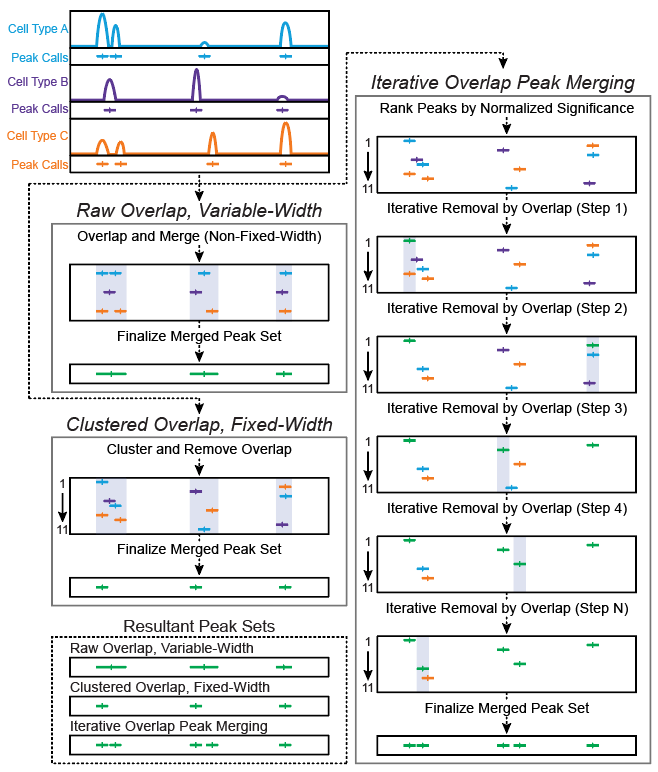 Cell Type A
Peak Calls
Cell Type B
Peak Calls
Cell Type C
Peak Calls
Raw Overlap, Variable-Width
Overlap and Merge (Non-Fixed-Width)
Finalize Merged Peak Set
Clustered Overlap, Fixed-Width
Cluster and Remove Overlap
1
11
Finalize Merged Peak Set
Resultant Peak Sets
Raw Overlap, Variable-Width
Clustered Overlap, Fixed-Width
Iterative Overlap Peak Merging
Iterative Overlap Peak Merging
Rank Peaks by Normalized Significance
1
11
Iterative Removal by Overlap (Step 1)
1
11
Iterative Removal by Overlap (Step 2)
1
11
Iterative Removal by Overlap (Step 3)
1
11
Iterative Removal by Overlap (Step 4)
1
11
Iterative Removal by Overlap (Step N)
1
11
Finalize Merged Peak Set